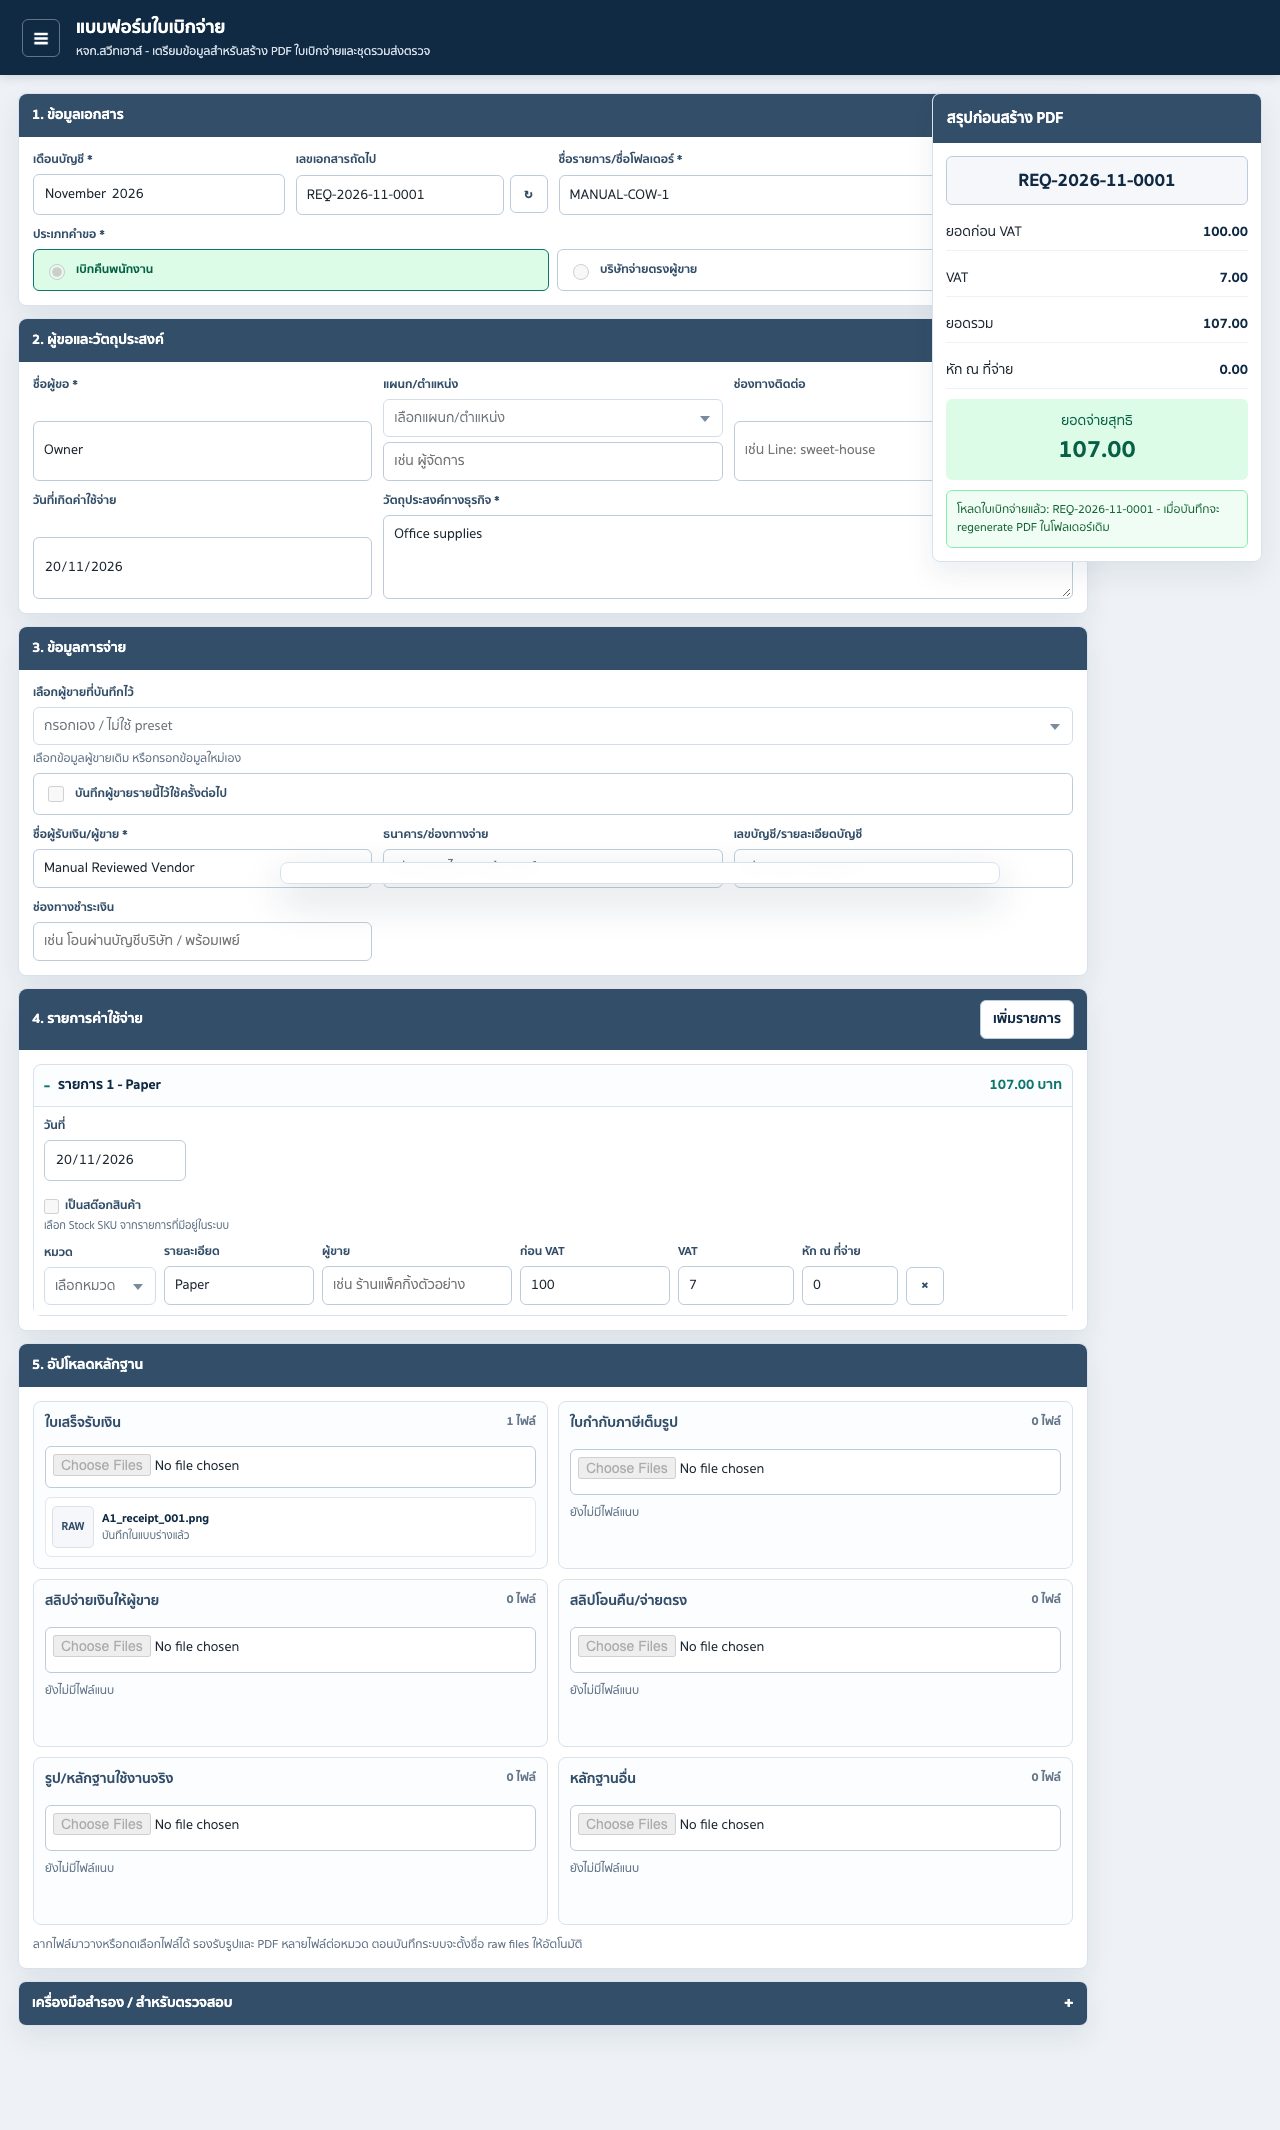 แบบฟอร์มใบเบิกจ่าย
หจก.สวีทเฮาส์ - เตรียมข้อมูลสำหรับสร้าง PDF ใบเบิกจ่ายและชุดรวมส่งตรวจ
1. ข้อมูลเอกสาร
เดือนบัญชี *
เลขเอกสารถัดไป
ชื่อรายการ/ชื่อโฟลเดอร์ *
November 2026
REQ-2026-11-0001
↻
MANUAL-COW-1
ประเภทคำขอ *
เบิกคืนพนักงาน
บริษัทจ่ายตรงผู้ขาย
สรุปก่อนสร้าง PDF
REQ-2026-11-0001
ยอดก่อน VAT 100.00
VAT 7.00
ยอดรวม 107.00
หัก ณ ที่จ่าย 0.00
ยอดจ่ายสุทธิ
107.00
โหลดใบเบิกจ่ายแล้ว: REQ-2026-11-0001 - เมื่อบันทึกจะ
regenerate PDF ในโฟลเดอร์เดิม
2. ผู้ขอและวัตถุประสงค์
ชื่อผู้ขอ *
แผนก/ตำแหน่ง
ช่องทางติดต่อ
เลือกแผนก/ตำแหน่ง
Owner
เช่น ผู้จัดการ
เช่น Line: sweet-house
วันที่เกิดค่าใช้จ่าย
วัตถุประสงค์ทางธุรกิจ *
20/11/2026
Office supplies
3. ข้อมูลการจ่าย
เลือกผู้ขายที่บันทึกไว้
กรอกเอง / ไม่ใช้ preset
เลือกข้อมูลผู้ขายเดิม หรือกรอกข้อมูลใหม่เอง
บันทึกผู้ขายรายนี้ไว้ใช้ครั้งต่อไป
ชื่อผู้รับเงิน/ผู้ขาย *
ธนาคาร/ช่องทางจ่าย
เลขบัญชี/รายละเอียดบัญชี
Manual Reviewed Vendor
ช่องทางชำระเงิน
เช่น โอนผ่านบัญชีบริษัท / พร้อมเพย์
4. รายการค่าใช้จ่าย
เพิ่มรายการ
- รายการ 1 - Paper
107.00 บาท
วันที่
20/11/2026
เป็นสต๊อกสินค้า
เลือก Stock SKU จากรายการที่มีอยู่ในระบบ
หมวด
รายละเอียด
ผู้ขาย
ก่อน VAT
VAT
หัก ณ ที่จ่าย
เลือกหมวด
Paper
เช่น ร้านแพ็คกิ้งตัวอย่าง
100
7
0
×
5. อัปโหลดหลักฐาน
ใบเสร็จรับเงิน 1 ไฟล์
Choose Files No file chosen
RAW
A1_receipt_001.png
บันทึกในแบบร่างแล้ว
ใบกำกับภาษีเต็มรูป 0 ไฟล์
Choose Files No file chosen
ยังไม่มีไฟล์แนบ
สลิปจ่ายเงินให้ผู้ขาย 0 ไฟล์
Choose Files No file chosen
ยังไม่มีไฟล์แนบ
สลิปโอนคืน/จ่ายตรง 0 ไฟล์
Choose Files No file chosen
ยังไม่มีไฟล์แนบ
รูป/หลักฐานใช้งานจริง 0 ไฟล์
Choose Files No file chosen
ยังไม่มีไฟล์แนบ
หลักฐานอื่น 0 ไฟล์
Choose Files No file chosen
ยังไม่มีไฟล์แนบ
ลากไฟล์มาวางหรือกดเลือกไฟล์ได้ รองรับรูปและ PDF หลายไฟล์ต่อหมวด ตอนบันทึกระบบจะตั้งชื่อ raw files ให้อัตโนมัติ
เครื่องมือสำรอง / สำหรับตรวจสอบ
+